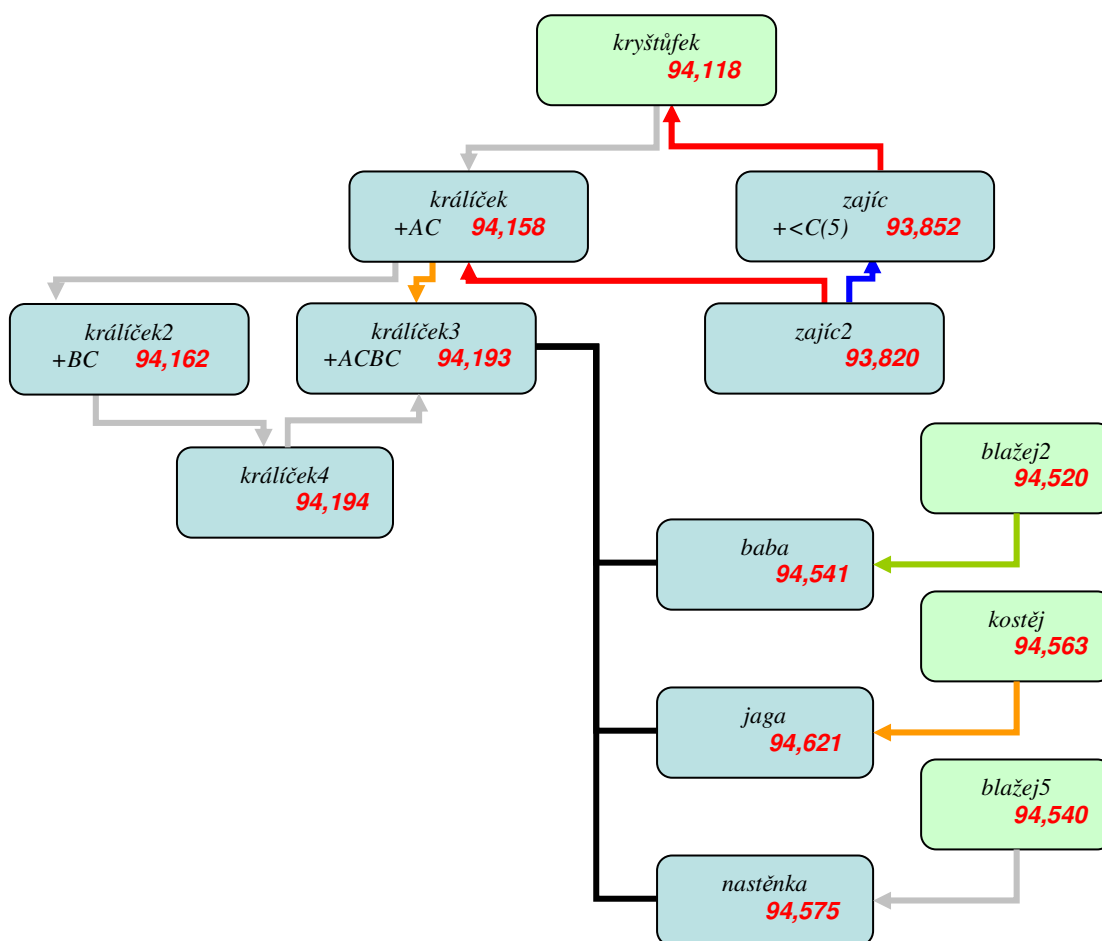 kryštůfek
94,118
králíček
+AC 94,158
zajíc
+<C(5) 93,852
králíček2
+BC 94,162
králíček3
+ACBC 94,193
zajíc2
93,820
králíček4
94,194
blažej2
94,520
baba
94,541
kostěj
94,563
jaga
94,621
blažej5
94,540
nastěnka
94,575